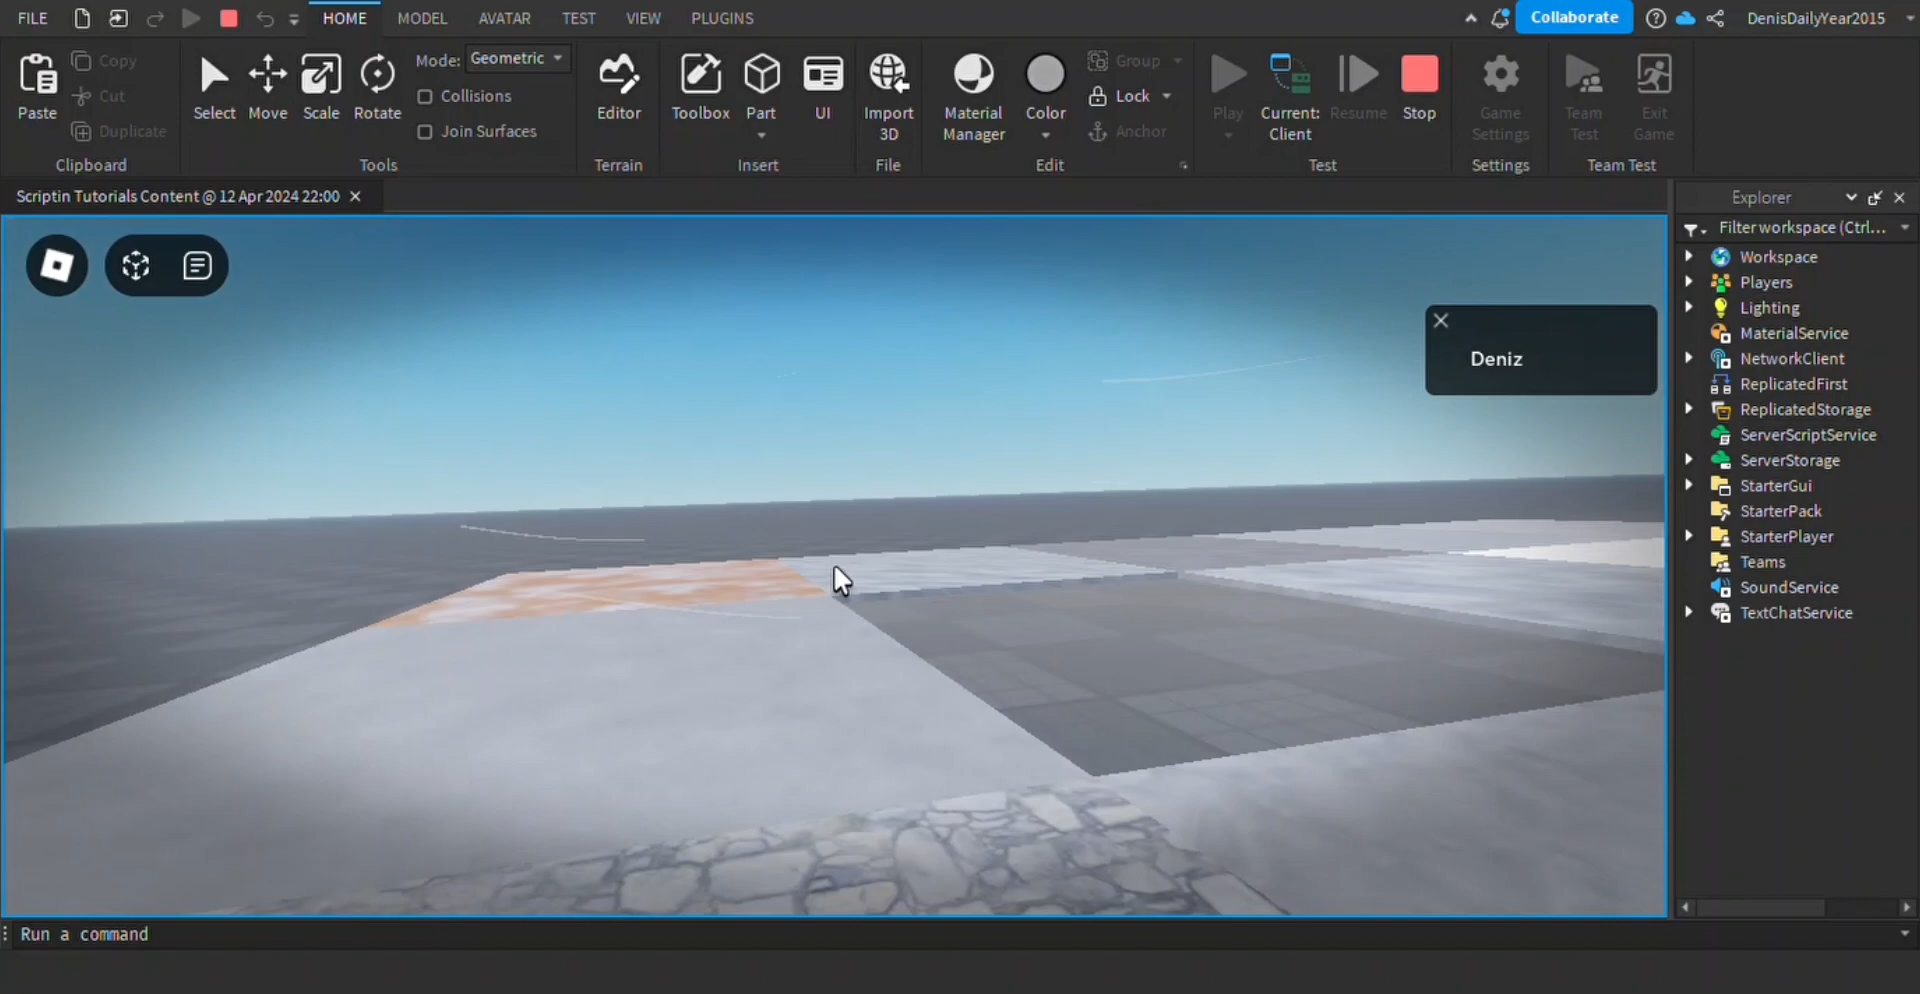 FILE HOME MODEL AVATAR TEST VIEW PLUGINS Collaborate DenisDailyYear2015
Paste
Copy
Cut
Duplicate
Clipboard
Select Move Scale Rotate
Mode: Geometric
Collisions
Join Surfaces
Tools
Editor
Terrain
Toolbox Part UI
Insert
Import
3D
File
Material
Manager
Color
Group
Lock
Anchor
Edit
Play
Current:
Client
Resume Stop
Test
Game
Settings
Settings
Team
Test
Exit
Game
Team Test
Scriptin Tutorials Content @ 12 Apr 2024 22:00
Deniz
Explorer
Filter workspace (Ctrl...
Workspace
Players
Lighting
MaterialService
NetworkClient
ReplicatedFirst
ReplicatedStorage
ServerScriptService
ServerStorage
StarterGui
StarterPack
StarterPlayer
Teams
SoundService
TextChatService
Run a command